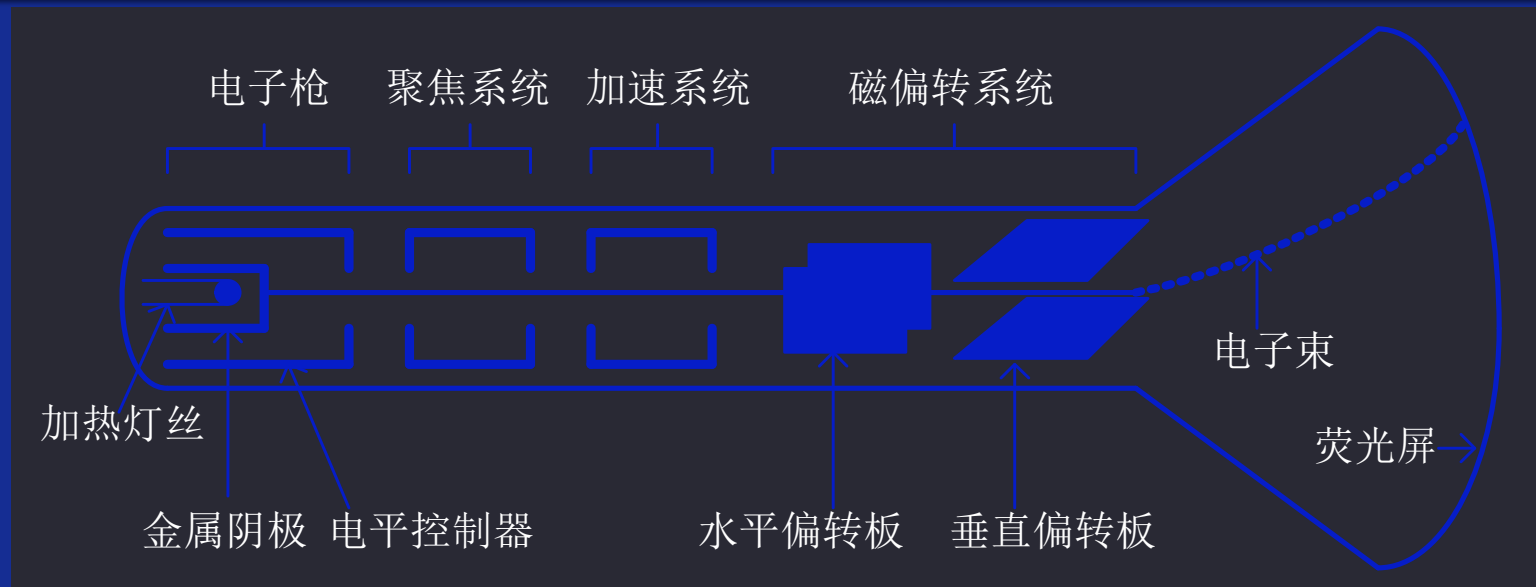 电子枪
聚焦系统
加速系统
磁偏转系统
电子束
加热灯丝
荧光屏
金属阴极
电平控制器
水平偏转板
垂直偏转板